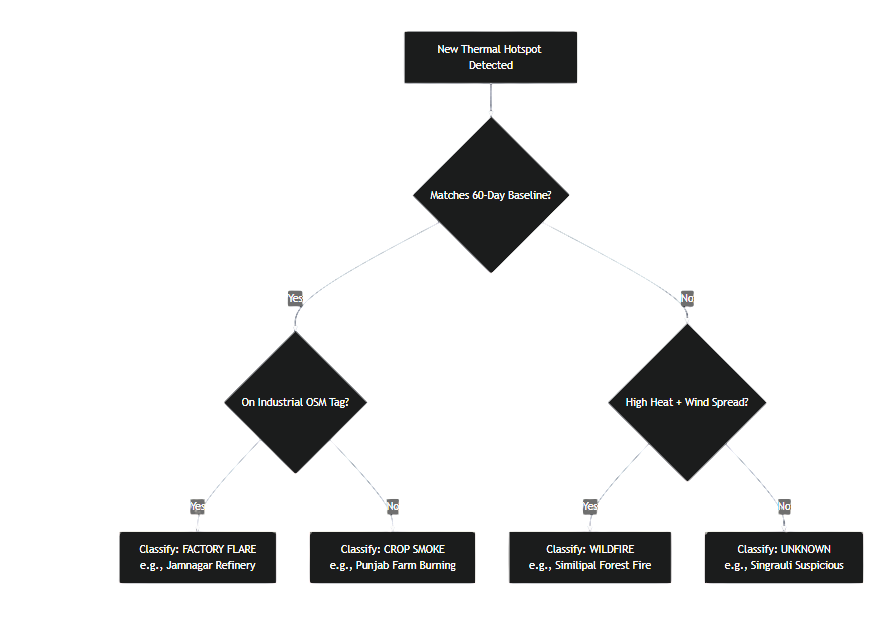 New Thermal Hotspot
Detected
Matches 60-Day Baseline?
Yes
No
On Industrial OSM Tag?
High Heat + Wind Spread?
Yes
No
Yes
No
Classify: FACTORY FLARE
e.g., Jamnagar Refinery
Classify: CROP SMOKE
e.g., Punjab Farm Burning
Classify: WILDFIRE
e.g., Similipal Forest Fire
Classify: UNKNOWN
e.g., Singrauli Suspicious